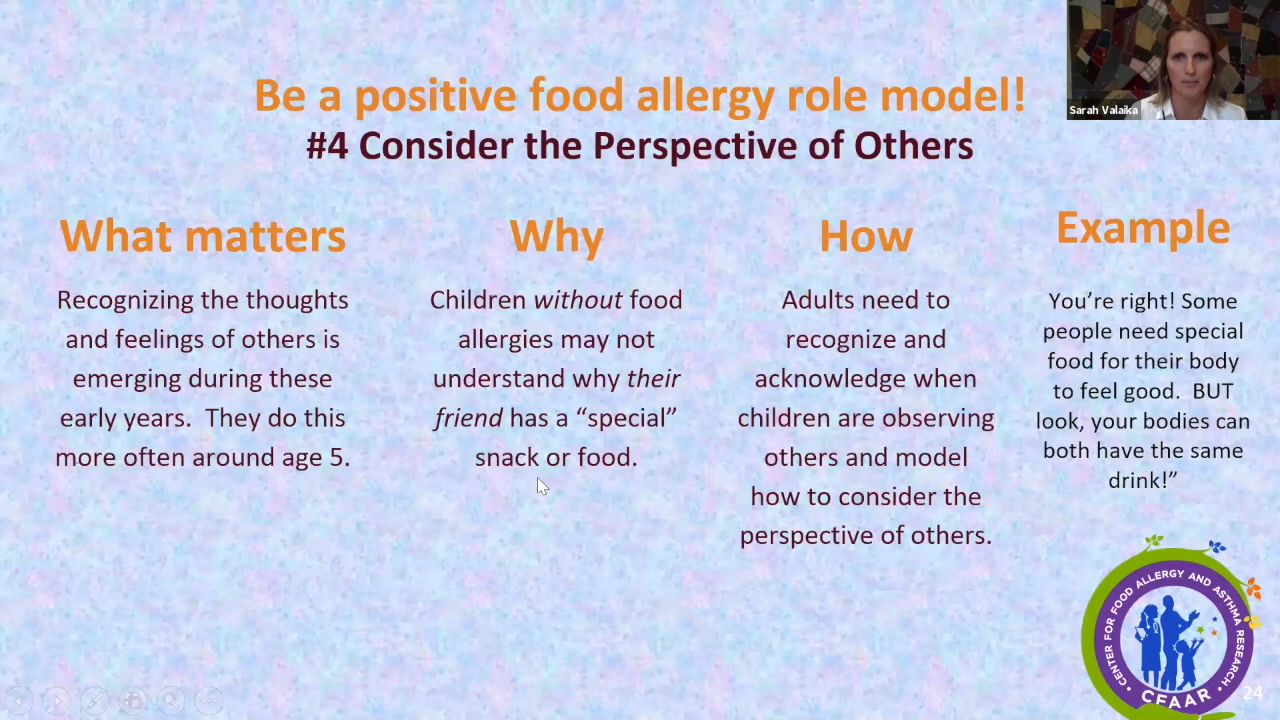 Be a positive food allergy role model!
#4 Consider the Perspective of Others
Sarah Valaika
What matters
Recognizing the thoughts
and feelings of others is
emerging during these
early years.  They do this
more often around age 5.
Why
Children without food
allergies may not
understand why their
friend has a “special”
snack or food.
How
Adults need to
recognize and
acknowledge when
children are observing
others and model
how to consider the
perspective of others.
Example
You’re right! Some
people need special
food for their body
to feel good.  BUT
look, your bodies can
both have the same
drink!”
• CENTER FOR FOOD ALLERGY AND ASTHMA RESEARCH •
CFAAR
24